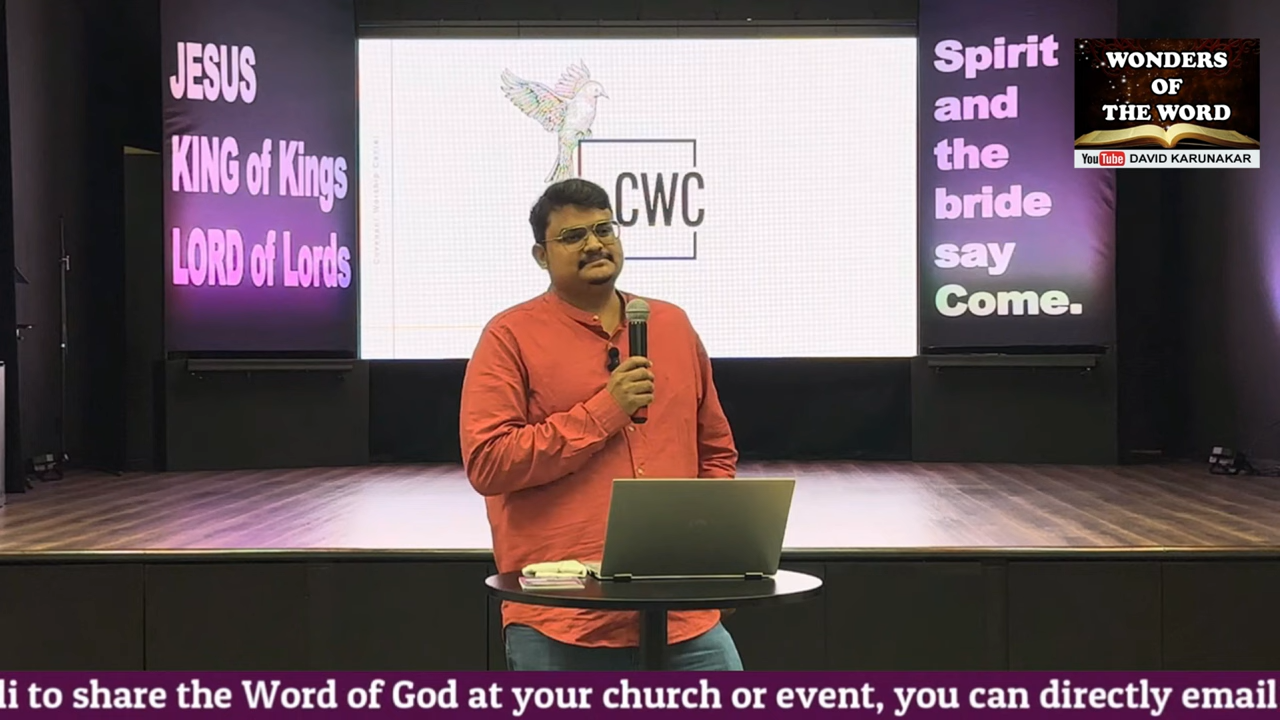 JESUS
KING of Kings
LORD of Lords
CWC
Spirit
and
the
bride
say
Come.
WONDERS
OF
THE WORD
YouTube DAVID KARUNAKAR
li to share the Word of God at your church or event, you can directly email